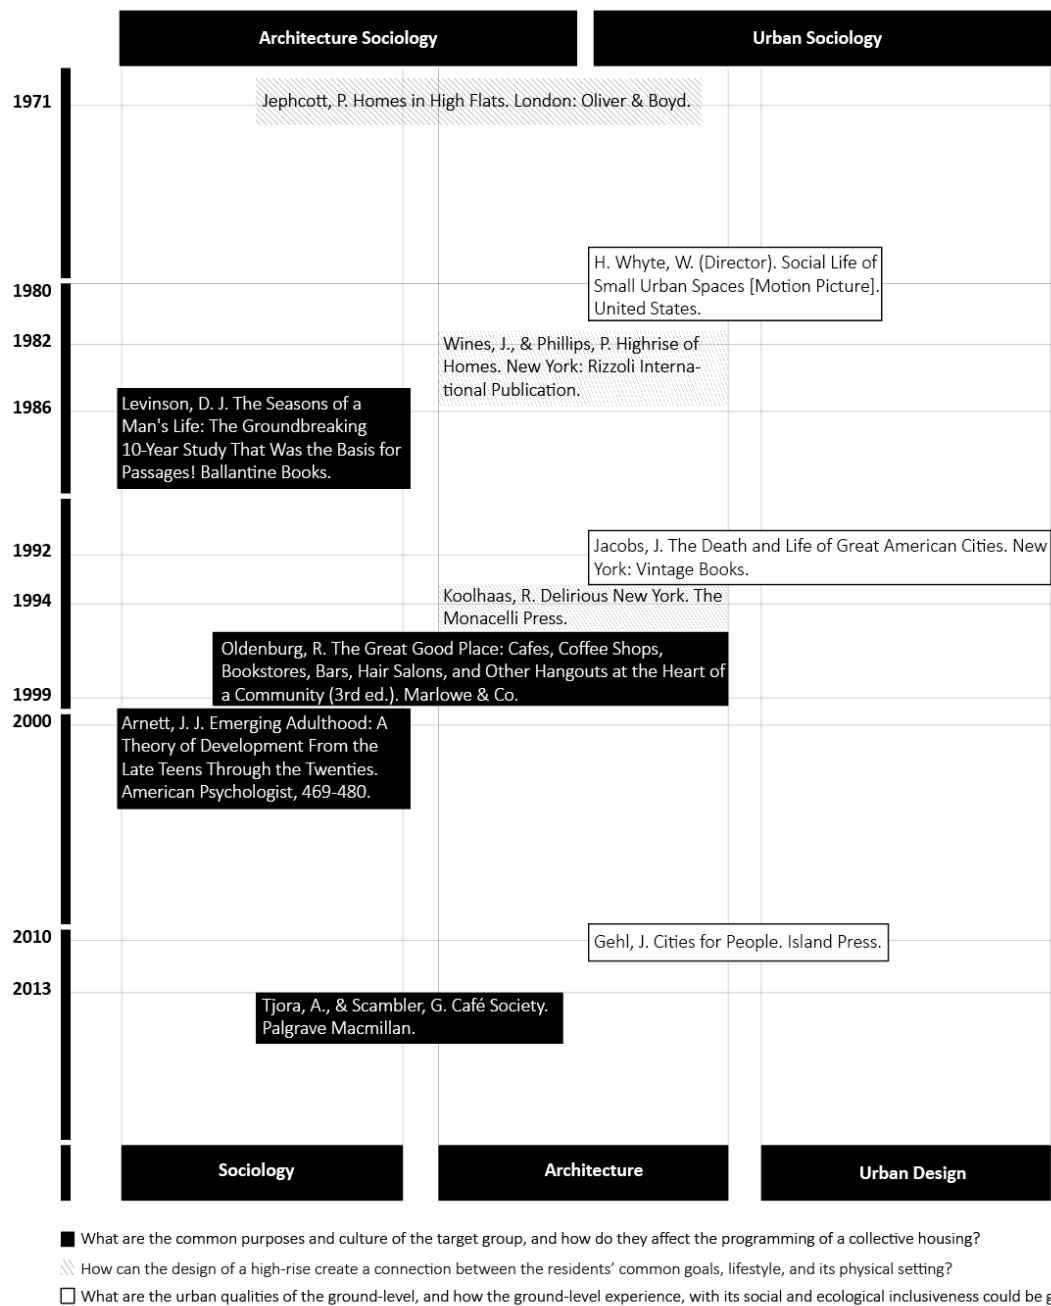 Architecture Sociology
Urban Sociology
1971
Jephcott, P. Homes in High Flats. London: Oliver & Boyd.
H. Whyte, W. (Director). Social Life of
Small Urban Spaces [Motion Picture].
United States.
1980
1982
Wines, J., & Phillips, P. Highrise of
Homes. New York: Rizzoli Interna-
tional Publication.
1986
Levinson, D. J. The Seasons of a
Man's Life: The Groundbreaking
10-Year Study That Was the Basis for
Passages! Ballantine Books.
1992
Jacobs, J. The Death and Life of Great American Cities. New
York: Vintage Books.
1994
Koolhaas, R. Delirious New York. The
Monacelli Press.
Oldenburg, R. The Great Good Place: Cafes, Coffee Shops,
Bookstores, Bars, Hair Salons, and Other Hangouts at the Heart of
a Community (3rd ed.). Marlowe & Co.
1999
2000
Arnett, J. J. Emerging Adulthood: A
Theory of Development From the
Late Teens Through the Twenties.
American Psychologist, 469-480.
2010
Gehl, J. Cities for People. Island Press.
2013
Tjora, A., & Scambler, G. Café Society.
Palgrave Macmillan.
Sociology
Architecture
Urban Design
What are the common purposes and culture of the target group, and how do they affect the programming of a collective housing?
How can the design of a high-rise create a connection between the residents' common goals, lifestyle, and its physical setting?
What are the urban qualities of the ground-level, and how the ground-level experience, with its social and ecological inclusiveness could be